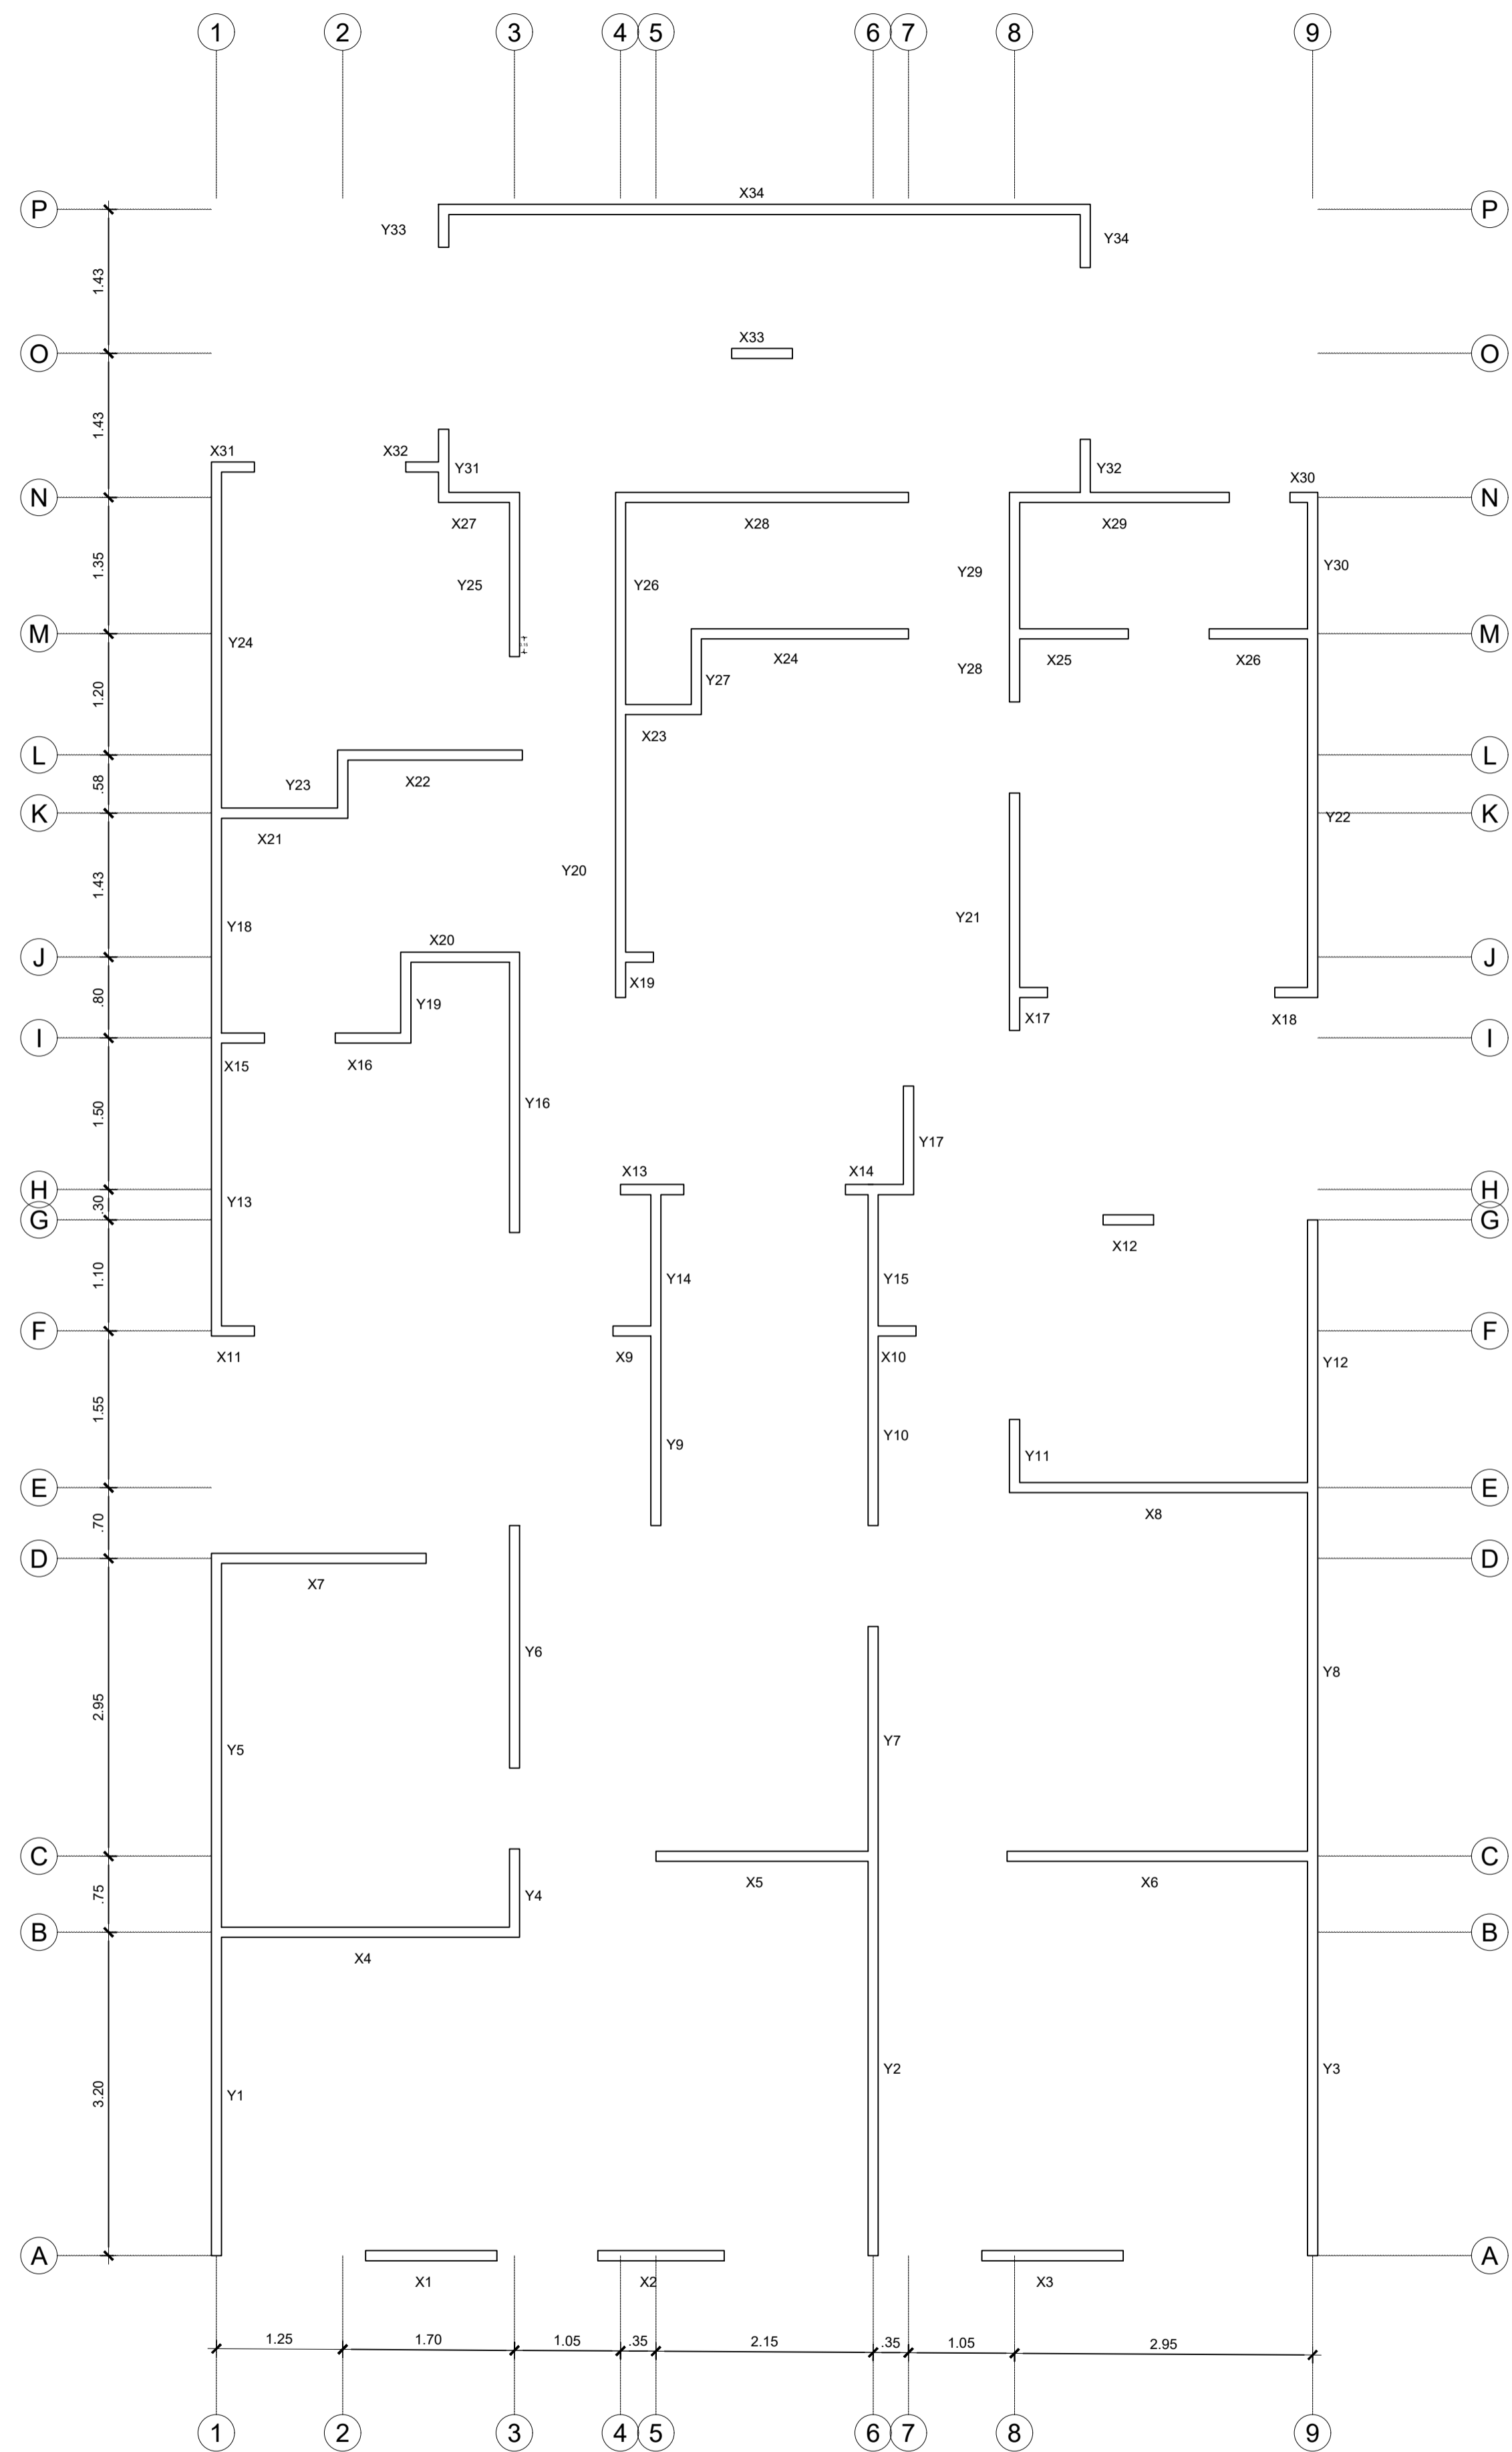 1 2 3 4 5 6 7 8 9
P X34 P
Y33 Y34
1.43
O X33 O
1.43
X31 X32 Y31 Y32 X30
N N
X27 X28 X29
1.35 Y25 Y26 Y29 Y30
M M
Y24 X24 X25 X26
Y28
Y27
1.20
X23
L L
.58 Y23 X22
K Y22 K
X21
1.43 Y20
Y18 Y21
X20
J J
X19
.80 Y19 X17 X18
I I
X15 X16
1.50 Y16
Y17
X13 X14
H H
.30 Y13
G G
X12
1.10 Y14 Y15
F F
X11 X9 X10 Y12
1.55 Y10
Y9 Y11
E E
X8
.70
D D
X7
Y6 Y8
2.95 Y7
Y5
C C
X5 X6
.75 Y4
B B
X4
Y2 Y3
3.20 Y1
A A
X1 X2 X3
1.25 1.70 1.05 .35 2.15 .35 1.05 2.95
1 2 3 4 5 6 7 8 9